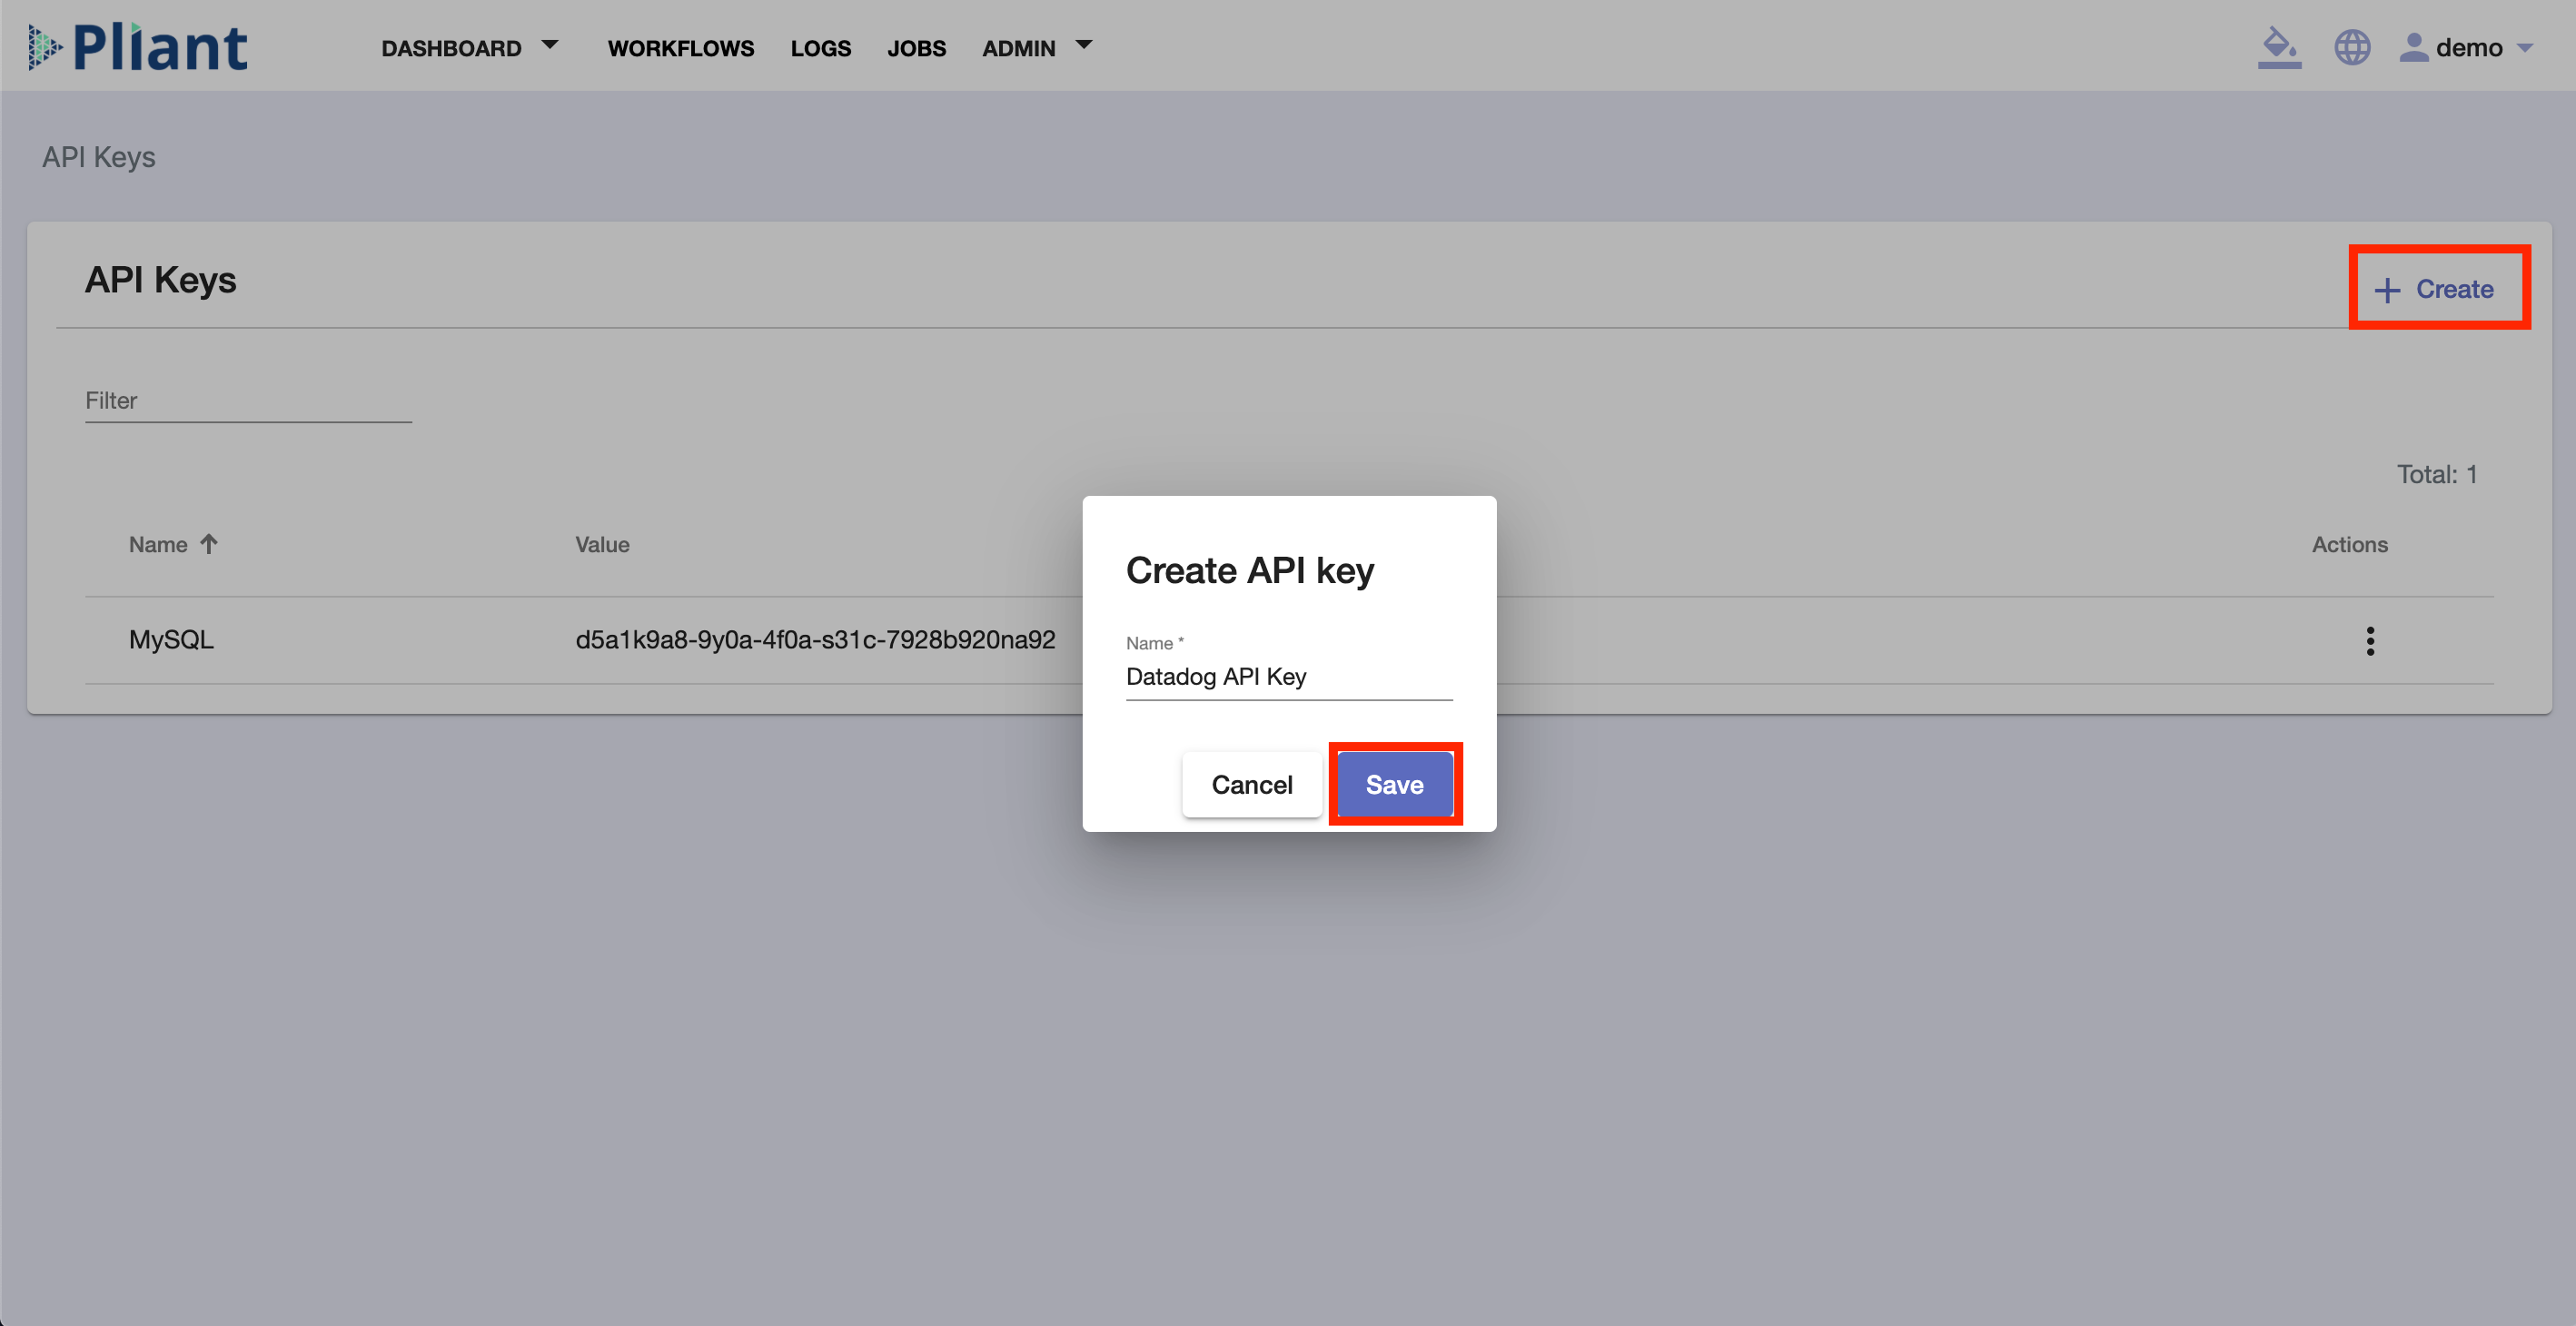 Pliant DASHBOARD WORKFLOWS LOGS JOBS ADMIN demo
API Keys
API Keys + Create
Filter
Total: 1
Name Value Actions
MySQL d5a1k9a8-9y0a-4f0a-s31c-7928b920na92
Create API key
Name *
Datadog API Key
Cancel Save